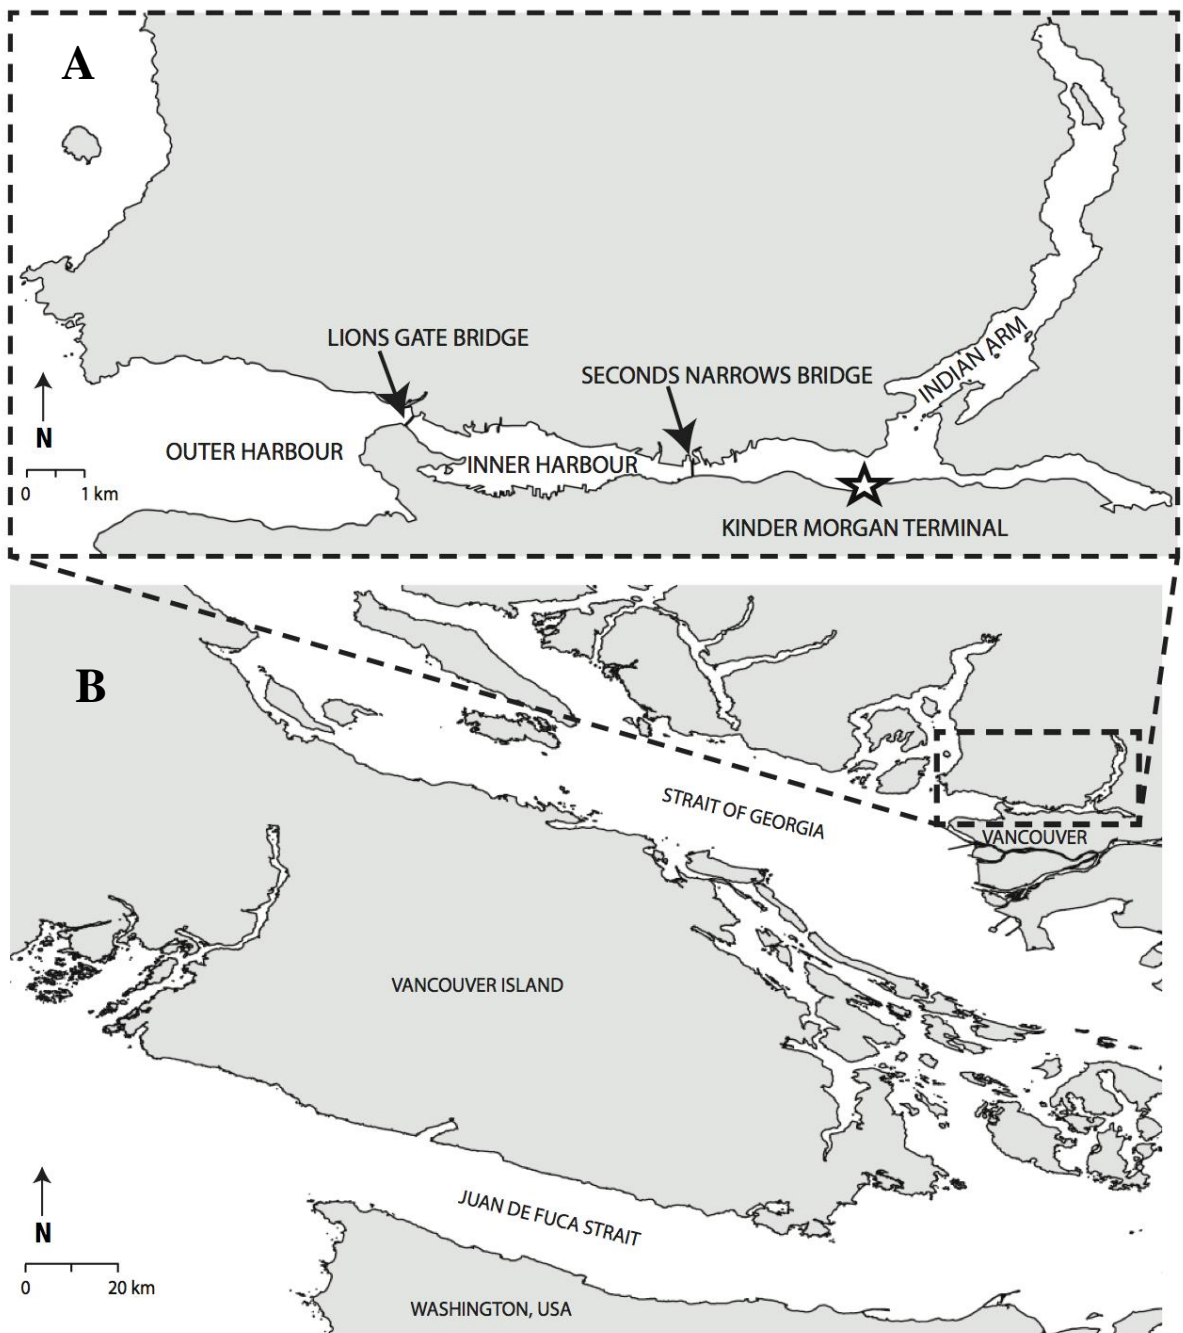 A
LIONS GATE BRIDGE
SECONDS NARROWS BRIDGE
INDIAN ARM
N
OUTER HARBOUR
INNER HARBOUR
0 1 km
KINDER MORGAN TERMINAL
B
STRAIT OF GEORGIA
VANCOUVER
VANCOUVER ISLAND
N
JUAN DE FUCA STRAIT
0 20 km
WASHINGTON, USA